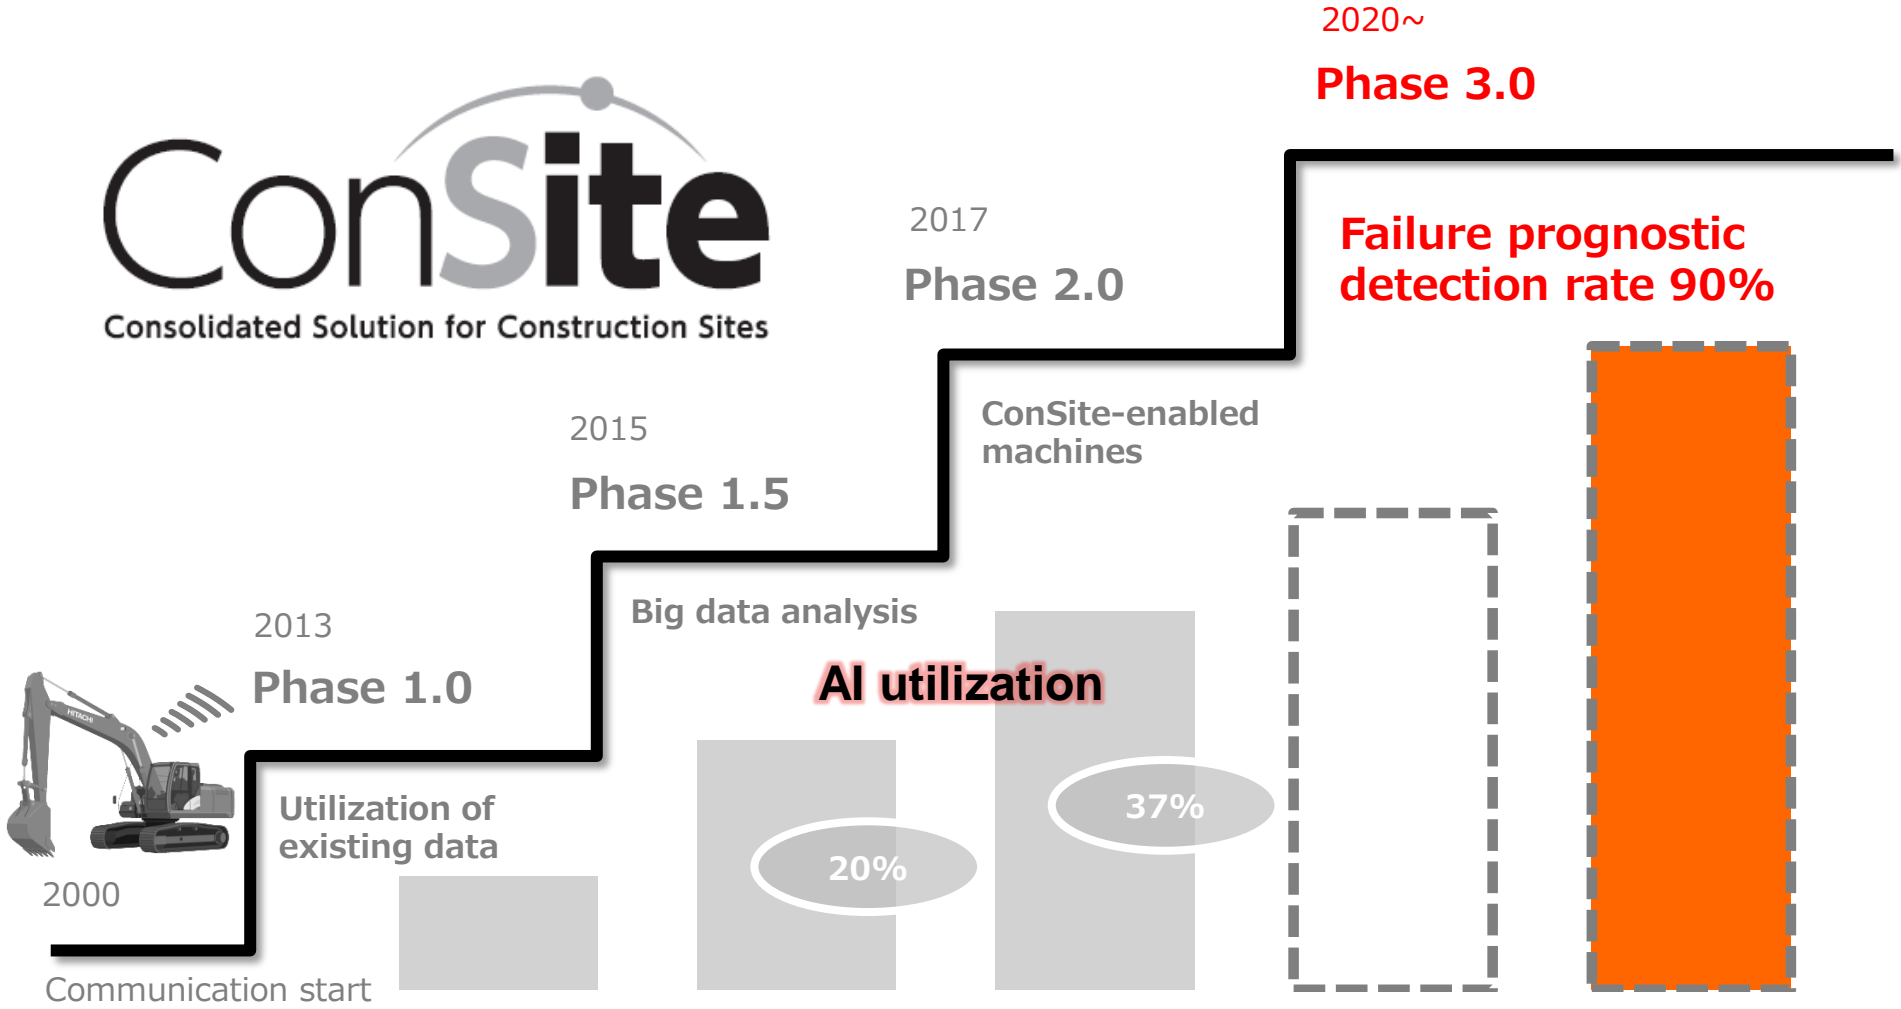 2020~
Phase 3.0
ConSite
Consolidated Solution for Construction Sites
2017
Phase 2.0
Failure prognostic
detection rate 90%
2015
Phase 1.5
ConSite-enabled
machines
2013
Phase 1.0
Big data analysis
AI utilization
HITACHI
Utilization of
existing data
37%
20%
2000
Communication start